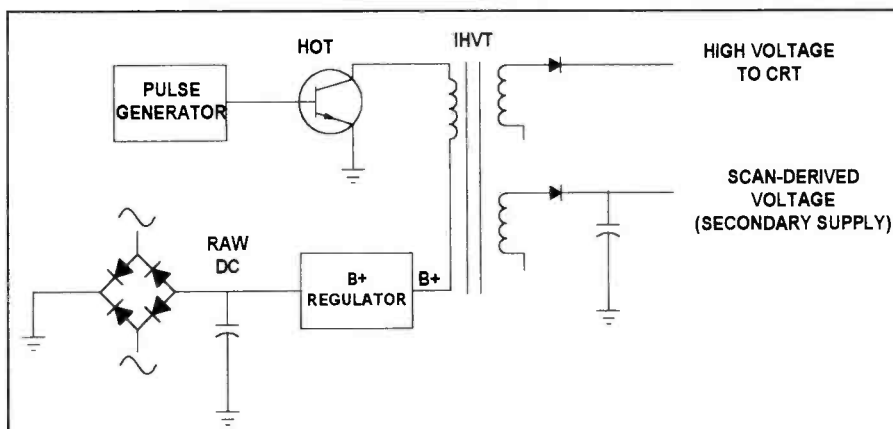 HOT
IHVT
HIGH VOLTAGE
TO CRT
PULSE
GENERATOR
SCAN-DERIVED
VOLTAGE
(SECONDARY SUPPLY)
RAW
DC
B+
REGULATOR
B+